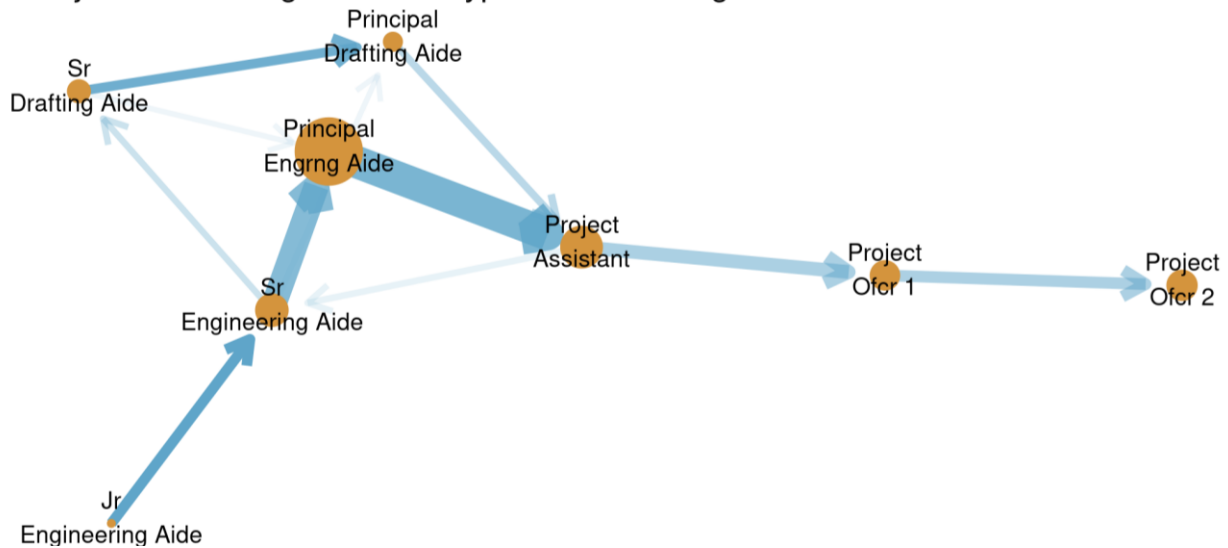 Principal
Drafting Aide
Sr
Drafting Aide
Principal
Engrng Aide
Project
Assistant
Project
Ofcr 1
Project
Ofcr 2
Sr
Engineering Aide
Jr
Engineering Aide